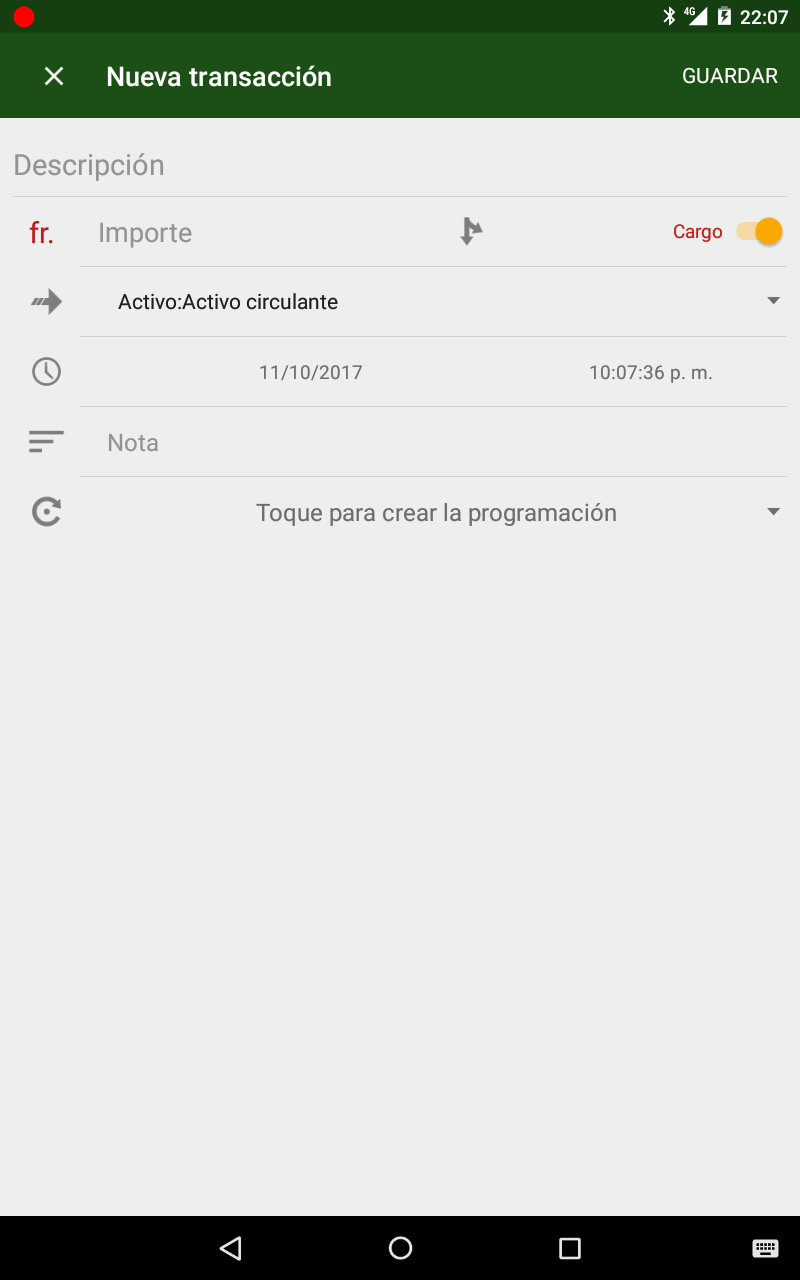 4G 22:07
Nueva transacción GUARDAR
Descripción
fr. Importe Cargo
Activo:Activo circulante
11/10/2017 10:07:36 p. m.
Nota
Toque para crear la programación